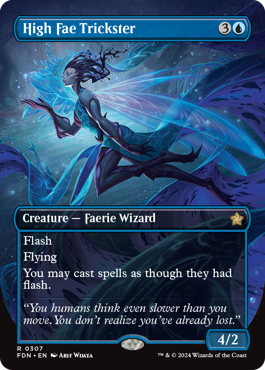 High Fae Trickster 3
Creature — Faerie Wizard
Flash
Flying
You may cast spells as though they had
flash.
“You humans think even slower than you
move. You don’t realize you’ve already lost.”
4/2
R 0307
FDN • EN Arif Wijaya
™ & © 2024 Wizards of the Coast